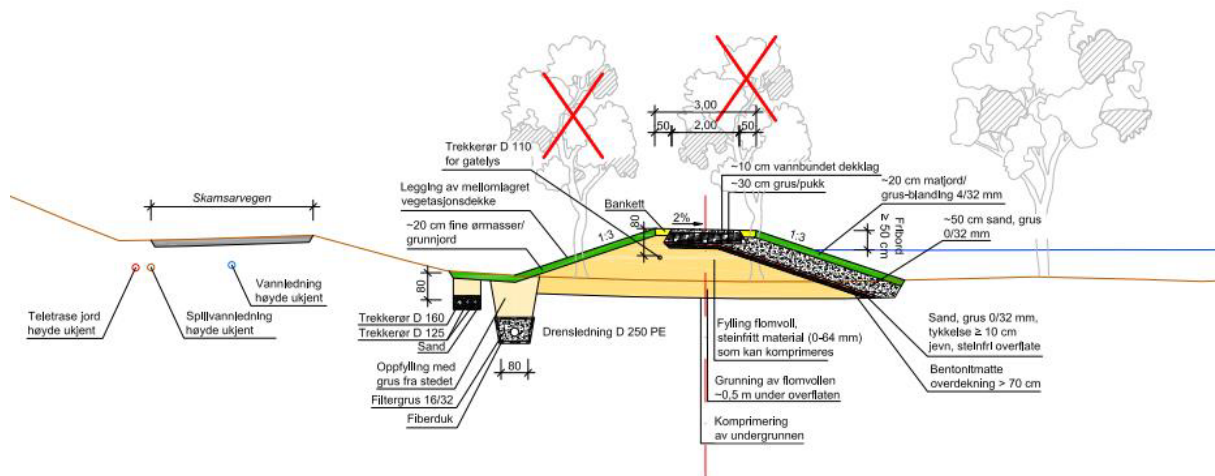 3,00
50
2,00
50
Trekkerør D 110
for gatelys
~10 cm vannbundet dekklag
~30 cm grus/pukk
~20 cm matjord/
grus-blanding 4/32 mm
Skamsarvegen
Legging av mellomlagret
vegetasjonsdekke
Bankett
80
2%
Fribord
≥ 50 cm
~50 cm sand, grus
0/32 mm
~20 cm fine ørmasser/
grunnjord
1:3
1:3
80
Vannledning
høyde ukjent
Teletrase jord
høyde ukjent
Spillvannledning
høyde ukjent
Trekkerør D 160
Trekkerør D 125
Sand
Drensledning D 250 PE
Oppfylling med
grus fra stedet
80
Filtergrus 16/32
Fiberduk
Fylling flomvoll,
steinfritt material (0-64 mm)
som kan komprimeres
Sand, grus 0/32 mm,
tykkelse ≥ 10 cm
jevn, steinfri overflate
Bentonitmatte
overdekning > 70 cm
Grunning av flomvollen
~0,5 m under overflaten
Komprimering
av undergrunnen